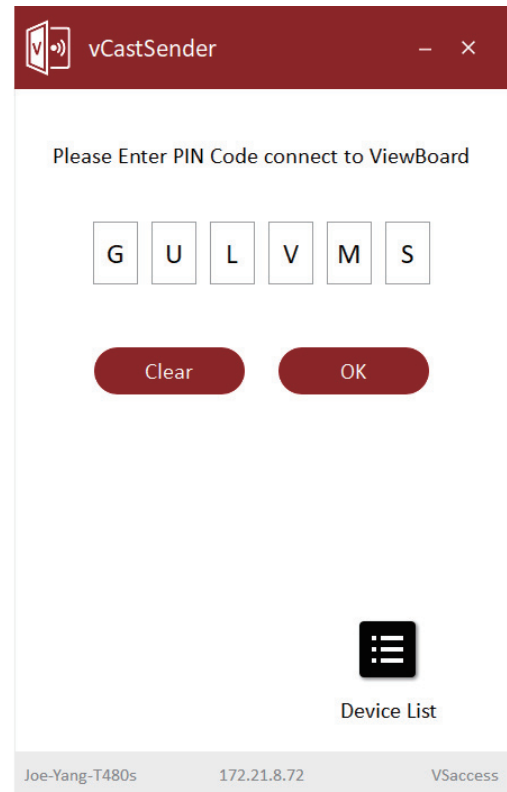 V vCastSender
Please Enter PIN Code connect to ViewBoard
G U L V M S
Clear OK
Device List
Joe-Yang-T480s 172.21.8.72 VSaccess